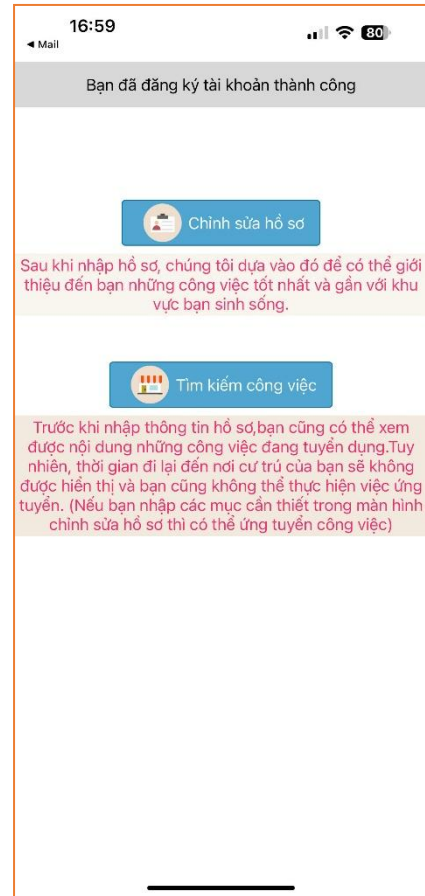 16:59
80
◄ Mail
Bạn đã đăng ký tài khoản thành công
Chỉnh sửa hồ sơ
Sau khi nhập hồ sơ, chúng tôi dựa vào đó để có thể giới
thiệu đến bạn những công việc tốt nhất và gần với khu
vực bạn sinh sống.
Tìm kiếm công việc
Trước khi nhập thông tin hồ sơ,bạn cũng có thể xem
được nội dung những công việc đang tuyển dụng.Tuy
nhiên, thời gian đi lại đến nơi cư trú của bạn sẽ không
được hiển thị và bạn cũng không thể thực hiện việc ứng
tuyển. (Nếu bạn nhập các mục cần thiết trong màn hình
chỉnh sửa hồ sơ thì có thể ứng tuyển công việc)